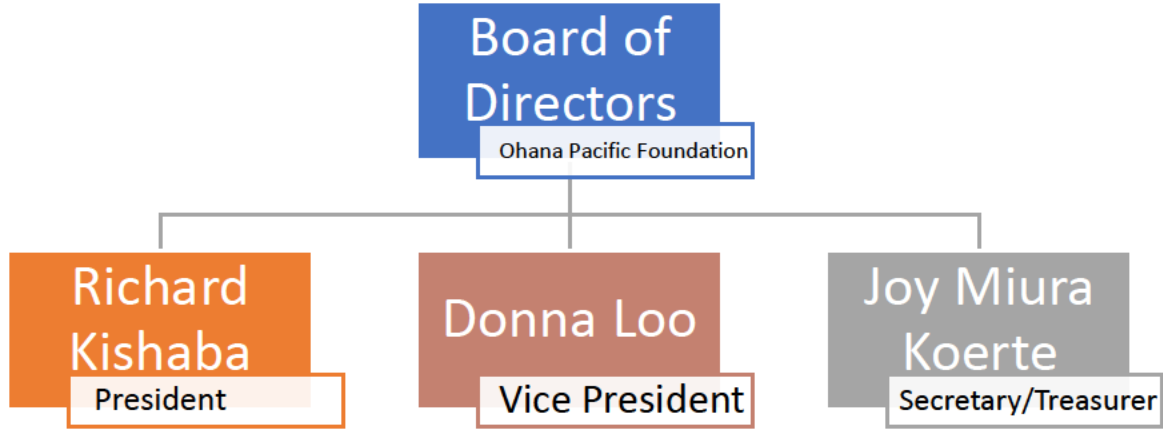 Board of
Directors
Ohana Pacific Foundation
Richard
Kishaba
President
Donna Loo
Vice President
Joy Miura
Koerte
Secretary/Treasurer